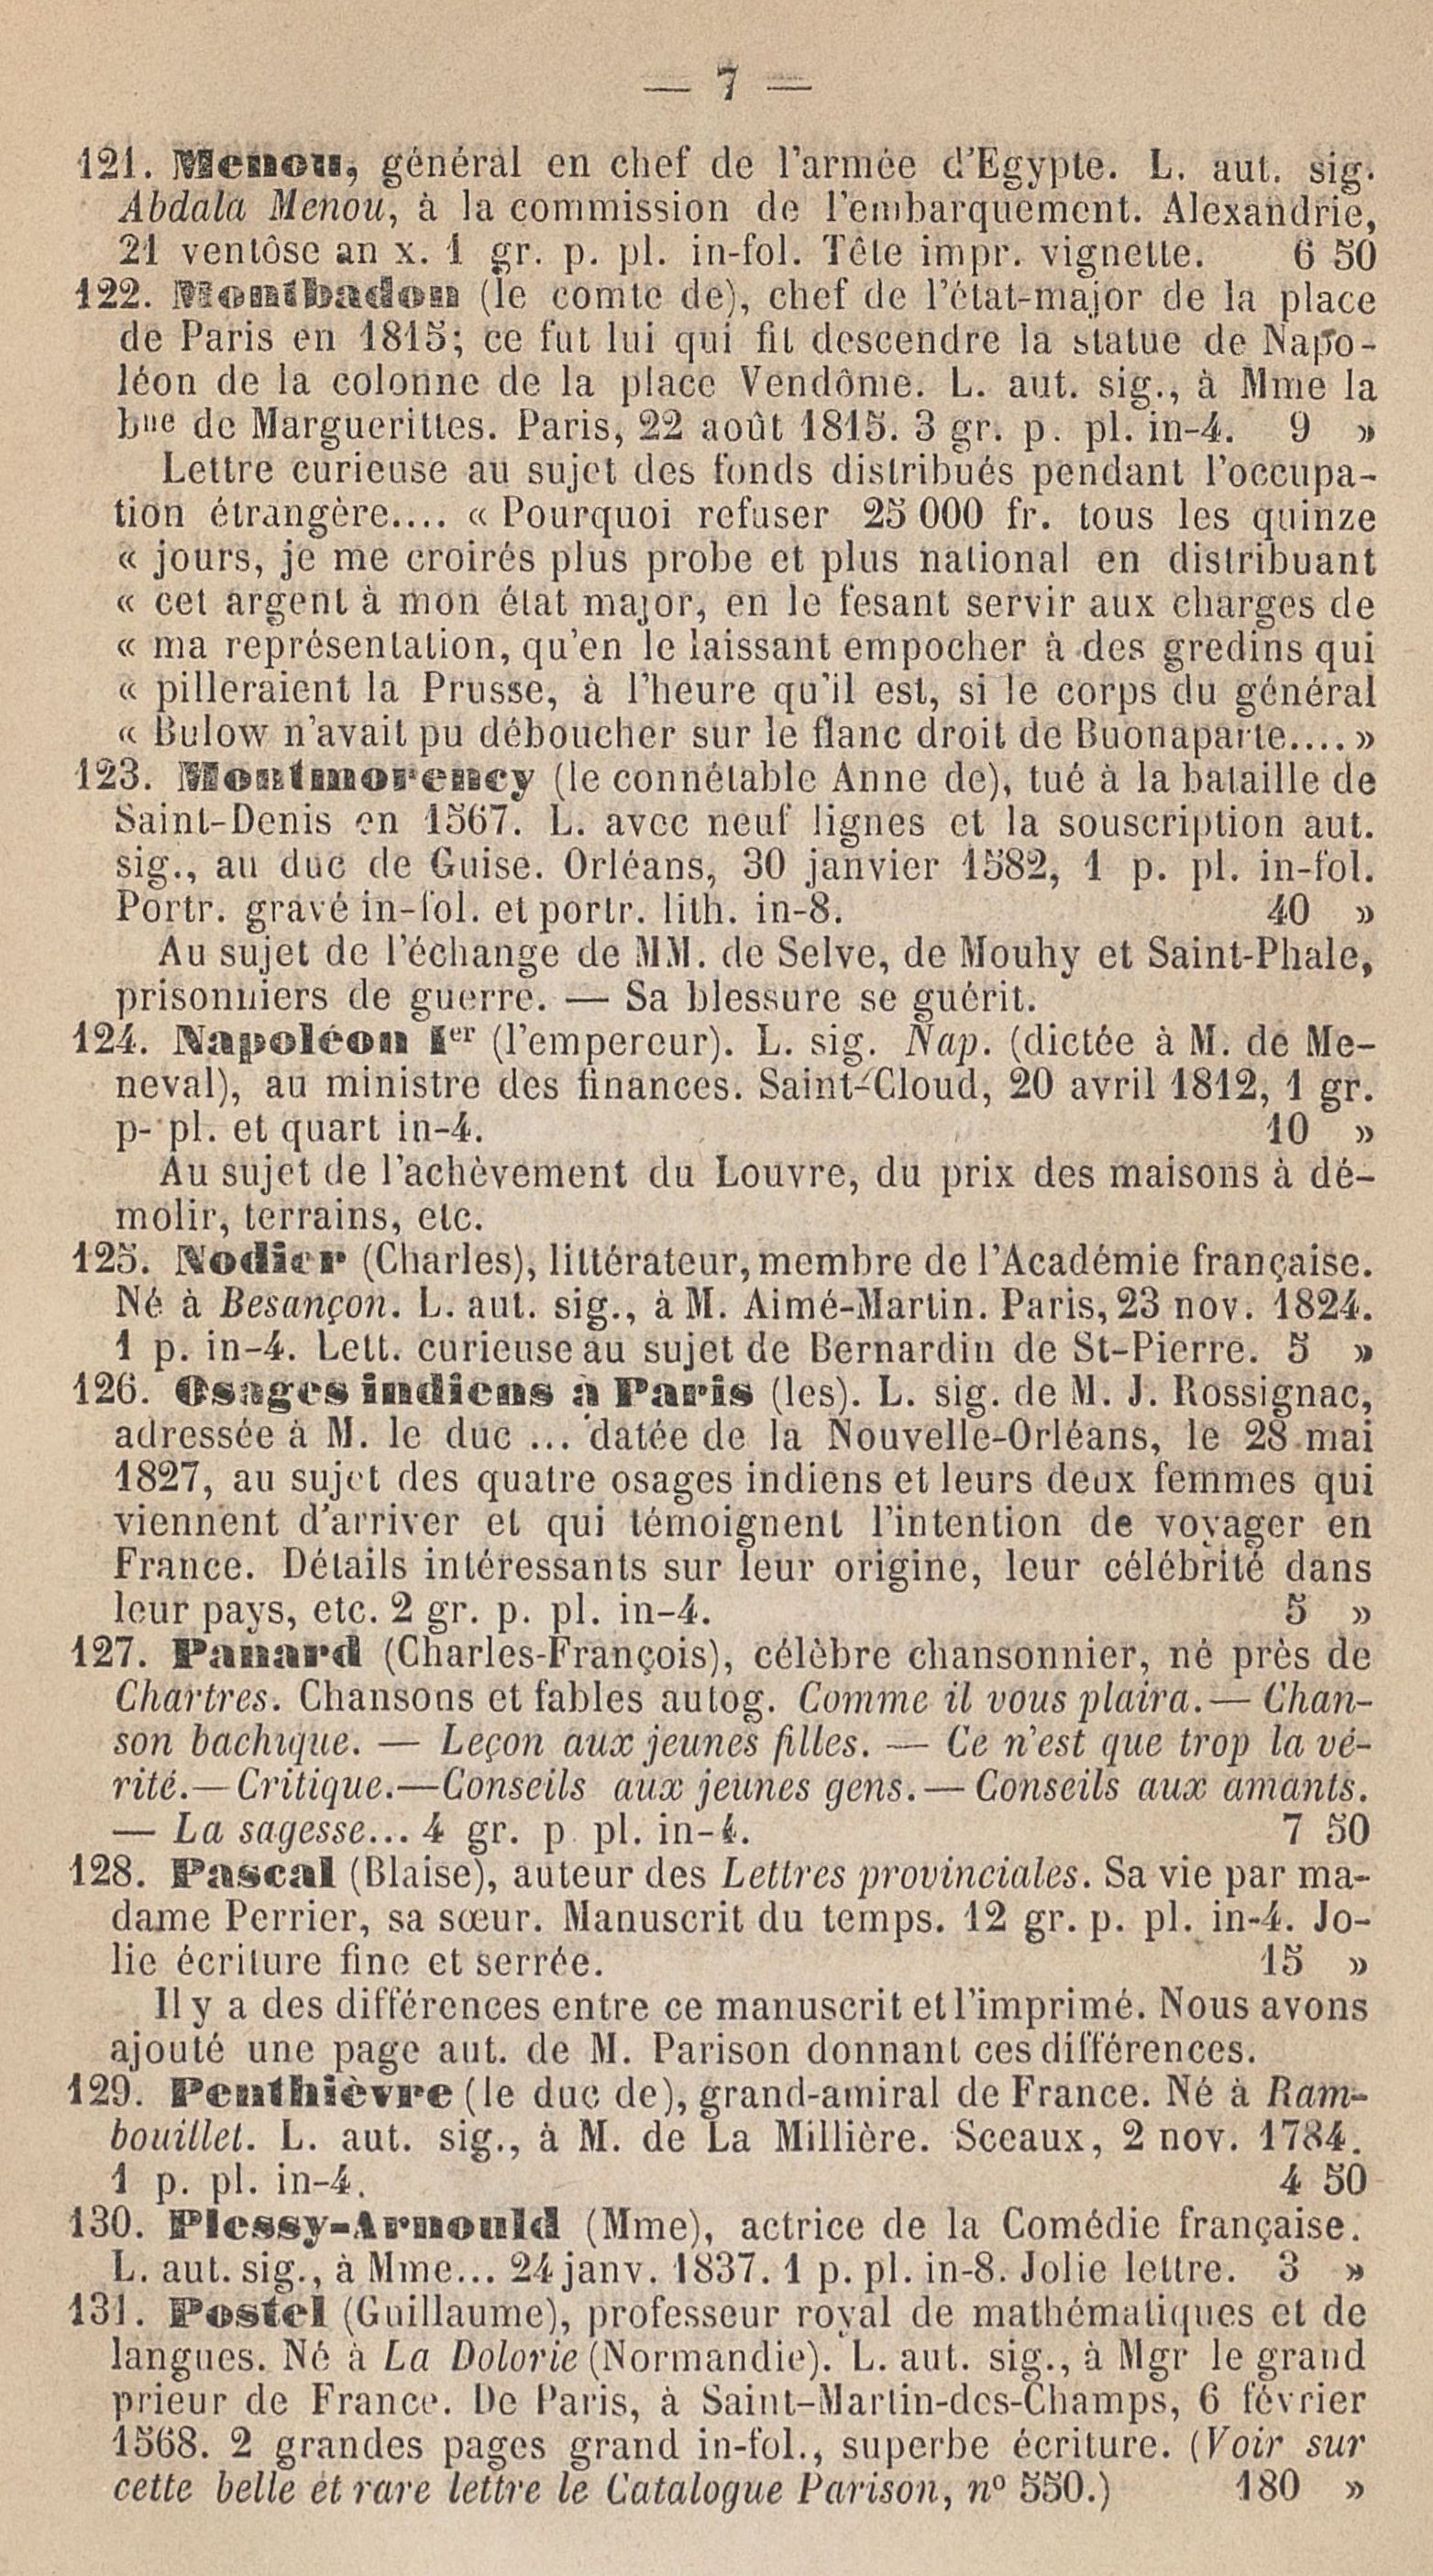 — 7 —
121. Menou, général en chef de l'armée d'Egypte. L. aut. sig.
Abdala Menou, à la commission de l'embarquement. Alexandrie,
21 ventôse an x. 1 gr. p. pl. in-fol. Tête impr. vignette. 6 50
122. Montbadon (le comte de), chef de l'état-major de la place
de Paris en 1815; ce fut lui qui fit descendre la statue de Napo-
léon de la colonne de la place Vendôme. L. aut. sig., à Mme la
bne de Marguerittes. Paris, 22 août 1815. 3 gr. p. pl. in-4. 9 »
Lettre curieuse au sujet des fonds distribués pendant l'occupa-
tion étrangère.... « Pourquoi refuser 25 000 fr. tous les quinze
« jours, je me croirés plus probe et plus national en distribuant
« cet argent à mon état major, en le fesant servir aux charges de
« ma représentation, qu'en le laissant empocher à des gredins qui
« pilleraient la Prusse, à l'heure qu'il est, si le corps du général
« Bulow n'avait pu déboucher sur le flanc droit de Buonaparte.... »
123. Montmorency (le connétable Anne de), tué à la bataille de
Saint-Denis en 1567. L. avec neuf lignes et la souscription aut.
sig., au duc de Guise. Orléans, 30 janvier 1582, 1 p. pl. in-fol.
Portr. gravé in-fol. et portr. lith. in-8. 40 »
Au sujet de l'échange de MM. de Selve, de Mouhy et Saint-Phale,
prisonniers de guerre. — Sa blessure se guérit.
124. Napoléon Ier (l'empereur). L. sig. Nap. (dictée à M. de Me-
neval), au ministre des finances. Saint-Cloud, 20 avril 1812, 1 gr.
p- pl. et quart in-4. 10 »
Au sujet de l'achèvement du Louvre, du prix des maisons à dé-
molir, terrains, etc.
125. Nodier (Charles), littérateur, membre de l'Académie française.
Né à Besançon. L. aut. sig., à M. Aimé-Martin. Paris, 23 nov. 1824.
1 p. in-4. Lett. curieuse au sujet de Bernardin de St-Pierre. 5 »
126. Osages indiens à Paris (les). L. sig. de M. J. Rossignac,
adressée à M. le duc ... datée de la Nouvelle-Orléans, le 28 mai
1827, au sujet des quatre osages indiens et leurs deux femmes qui
viennent d'arriver et qui témoignent l'intention de voyager en
France. Détails intéressants sur leur origine, leur célébrité dans
leur pays, etc. 2 gr. p. pl. in-4. 5 »
127. Panard (Charles-François), célèbre chansonnier, né près de
Chartres. Chansons et fables autog. Comme il vous plaira. — Chan-
son bachique. — Leçon aux jeunes filles. — Ce n'est que trop la vé-
rité. — Critique. — Conseils aux jeunes gens. — Conseils aux amants.
— La sagesse... 4 gr. p. pl. in-4. 7 50
128. Pascal (Blaise), auteur des Lettres provinciales. Sa vie par ma-
dame Perrier, sa sœur. Manuscrit du temps. 12 gr. p. pl. in-4. Jo-
lie écriture fine et serrée. 15 »
Il y a des différences entre ce manuscrit et l'imprimé. Nous avons
ajouté une page aut. de M. Parison donnant ces différences.
129. Penthièvre (le duc de), grand-amiral de France. Né à Ram-
bouillet. L. aut. sig., à M. de La Millière. Sceaux, 2 nov. 1784.
1 p. pl. in-4. 4 50
130. Plessy-Arnould (Mme), actrice de la Comédie française.
L. aut. sig., à Mme... 24 janv. 1837. 1 p. pl. in-8. Jolie lettre. 3 »
131. Postel (Guillaume), professeur royal de mathématiques et de
langues. Né à La Dolorie (Normandie). L. aut. sig., à Mgr le grand
prieur de France. De Paris, à Saint-Martin-des-Champs, 6 février
1568. 2 grandes pages grand in-fol., superbe écriture. (Voir sur
cette belle et rare lettre le Catalogue Parison, nº 550.) 180 »